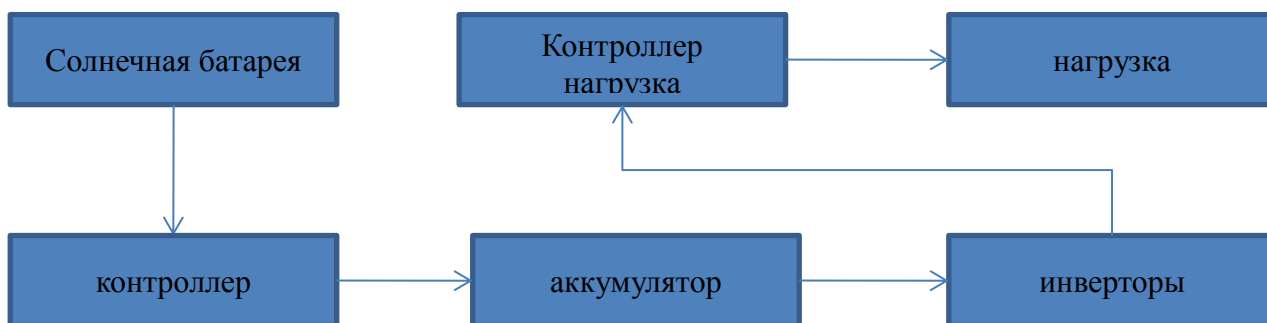 Солнечная батарея
Контроллер
нагрузка
нагрузка
контроллер
аккумулятор
инверторы